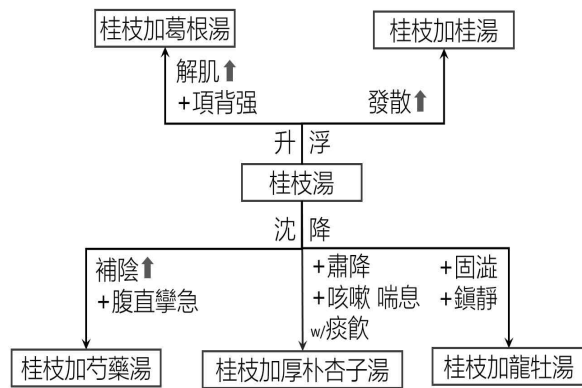 桂枝加葛根湯
桂枝加桂湯
解肌⬆
+項背强
發散⬆
升 浮
桂枝湯
沈 降
補陰⬆
+腹直攣急
+肅降
+咳嗽 喘息
w/痰飮
+固澁
+鎭靜
桂枝加芍藥湯
桂枝加厚朴杏子湯
桂枝加龍牡湯